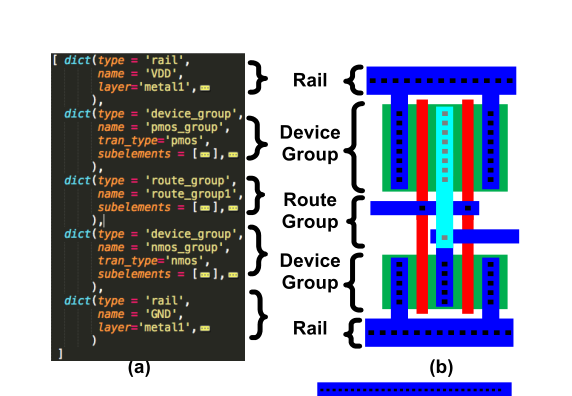 [ dict(type = 'rail',
name = 'VDD',
layer='metal1',
),
dict(type = 'device_group',
name = 'pmos_group',
tran_type='pmos',
subelements = [ ],
),
dict(type = 'route_group',
name = 'route_group1',
subelements = [ ],
),
dict(type = 'device_group',
name = 'nmos_group',
tran_type='nmos',
subelements = [ ],
),
dict(type = 'rail',
name = 'GND',
layer='metal1',
)
]
(a)
Rail
Device
Group
Route
Group
Device
Group
Rail
(b)